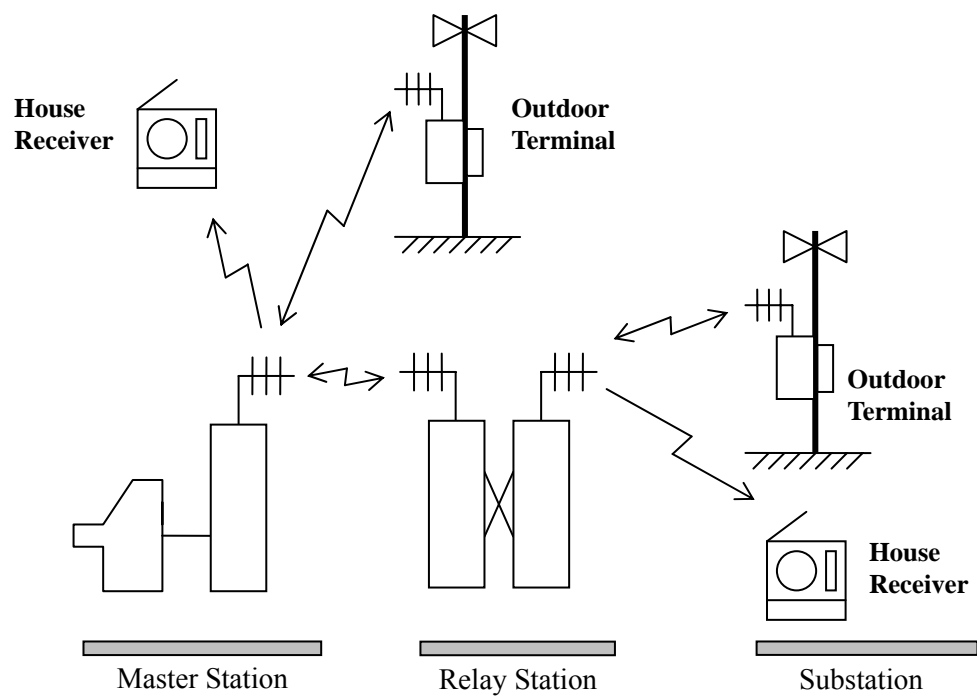 House
Receiver
Outdoor
Terminal
Outdoor
Terminal
House
Receiver
Master Station
Relay Station
Substation